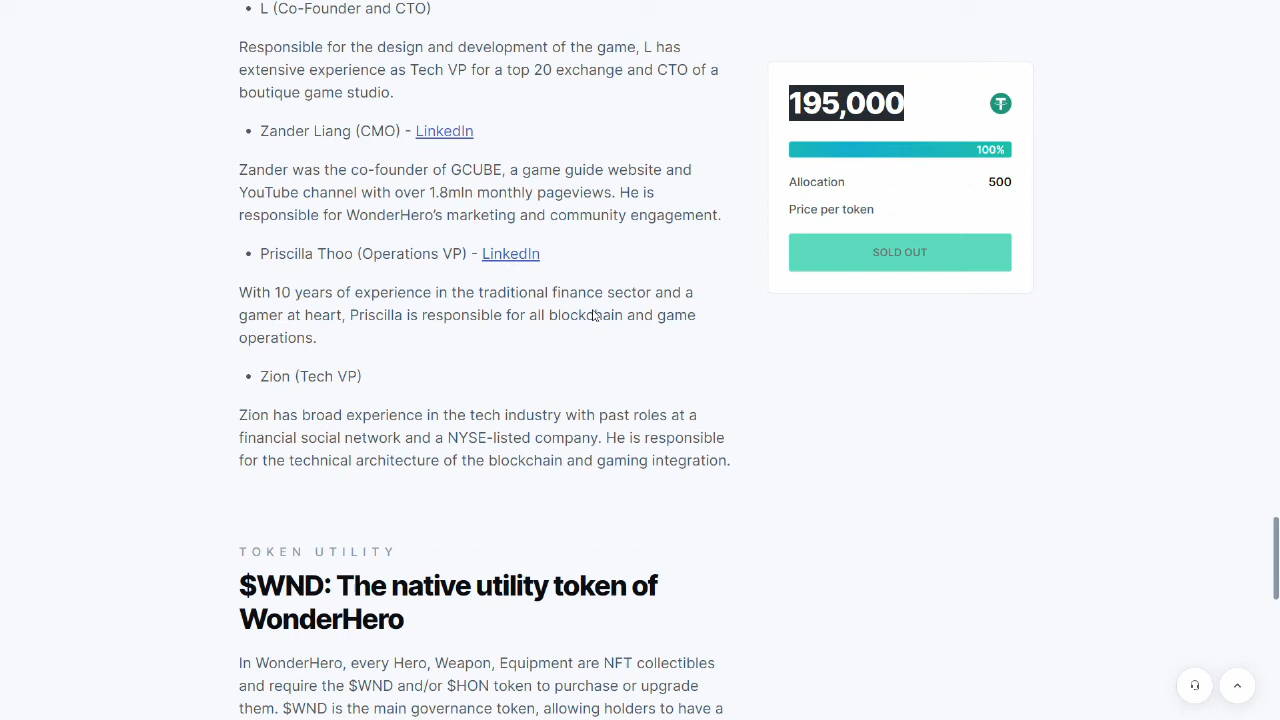 • L (Co-Founder and CTO)
Responsible for the design and development of the game, L has
extensive experience as Tech VP for a top 20 exchange and CTO of a
boutique game studio.
• Zander Liang (CMO) - LinkedIn
Zander was the co-founder of GCUBE, a game guide website and
YouTube channel with over 1.8mln monthly pageviews. He is
responsible for WonderHero’s marketing and community engagement.
• Priscilla Thoo (Operations VP) - LinkedIn
With 10 years of experience in the traditional finance sector and a
gamer at heart, Priscilla is responsible for all blockchain and game
operations.
• Zion (Tech VP)
Zion has broad experience in the tech industry with past roles at a
financial social network and a NYSE-listed company. He is responsible
for the technical architecture of the blockchain and gaming integration.
TOKEN UTILITY
$WND: The native utility token of
WonderHero
In WonderHero, every Hero, Weapon, Equipment are NFT collectibles
and require the $WND and/or $HON token to purchase or upgrade
them. $WND is the main governance token, allowing holders to have a
195,000
100%
Allocation 500
Price per token
SOLD OUT